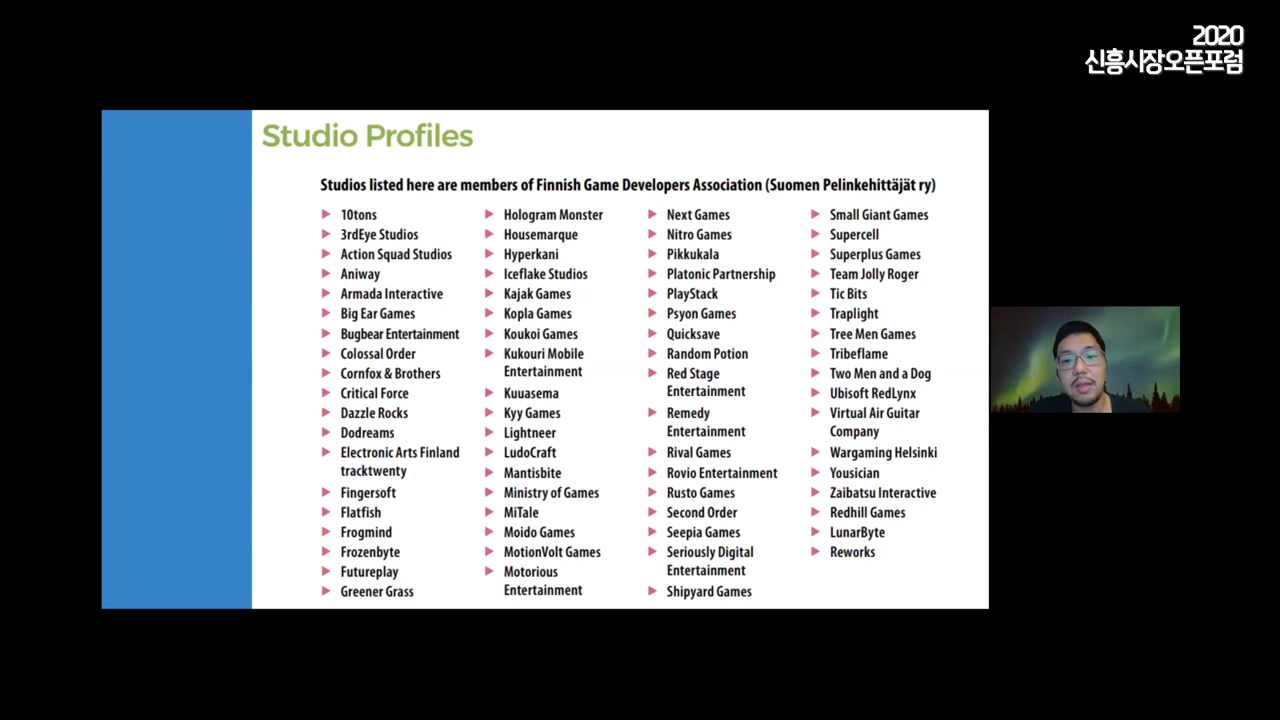 2020
신흥시장오픈포럼
Studio Profiles
Studios listed here are members of Finnish Game Developers Association (Suomen Pelinkehittäjät ry)
10tons
3rdEye Studios
Action Squad Studios
Aniway
Armada Interactive
Big Ear Games
Bugbear Entertainment
Colossal Order
Cornfox & Brothers
Critical Force
Dazzle Rocks
Dodreams
Electronic Arts Finland
tracktwenty
Fingersoft
Flatfish
Frogmind
Frozenbyte
Futureplay
Greener Grass
Hologram Monster
Housemarque
Hyperkani
Iceflake Studios
Kajak Games
Kopla Games
Koukoi Games
Kukouri Mobile
Entertainment
Kuuasema
Kyy Games
Lightneer
LudoCraft
Mantisbite
Ministry of Games
MiTale
Moido Games
MotionVolt Games
Motorious
Entertainment
Next Games
Nitro Games
Pikkukala
Platonic Partnership
PlayStack
Psyon Games
Quicksave
Random Potion
Red Stage
Entertainment
Remedy
Entertainment
Rival Games
Rovio Entertainment
Rusto Games
Second Order
Seepia Games
Seriously Digital
Entertainment
Shipyard Games
Small Giant Games
Supercell
Superplus Games
Team Jolly Roger
Tic Bits
Traplight
Tree Men Games
Tribeflame
Two Men and a Dog
Ubisoft RedLynx
Virtual Air Guitar
Company
Wargaming Helsinki
Yousician
Zaibatsu Interactive
Redhill Games
LunarByte
Reworks